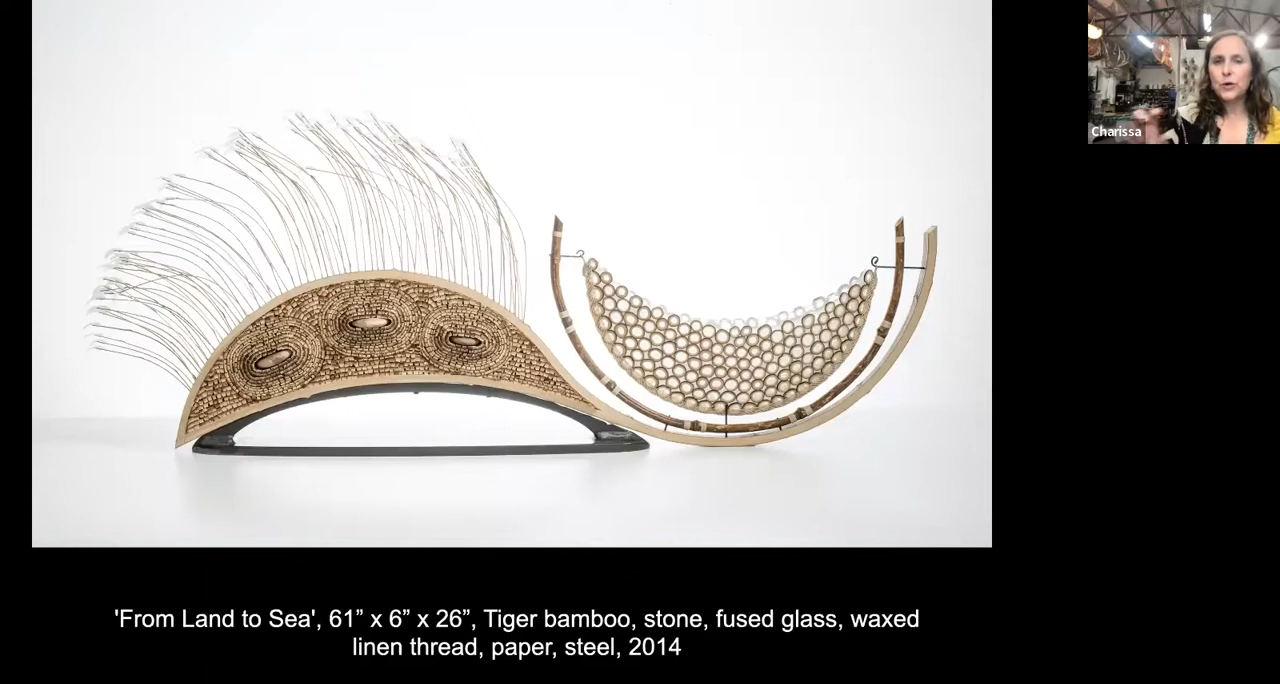 Charissa
'From Land to Sea', 61” x 6” x 26”, Tiger bamboo, stone, fused glass, waxed
linen thread, paper, steel, 2014